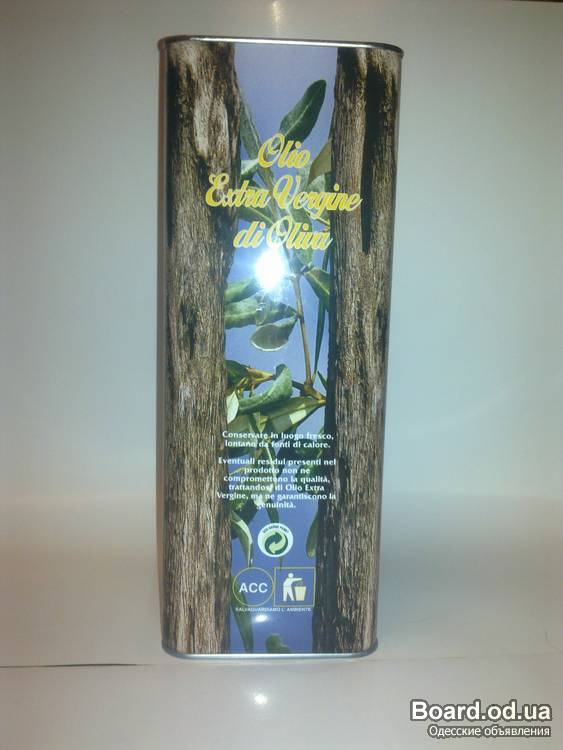 Olio
Extra Vergine
di Oliva
Conservare in luogo fresco,
lontano da fonti di calore.
Eventuali residui presenti nel
prodotto non ne
compromettono la qualità,
trattandosi di Olio Extra
Vergine, ma ne garantiscono la
genuinità.
ACC
SALVAGUARDIAMO L' AMBIENTE
Board.od.ua
Одесские объявления